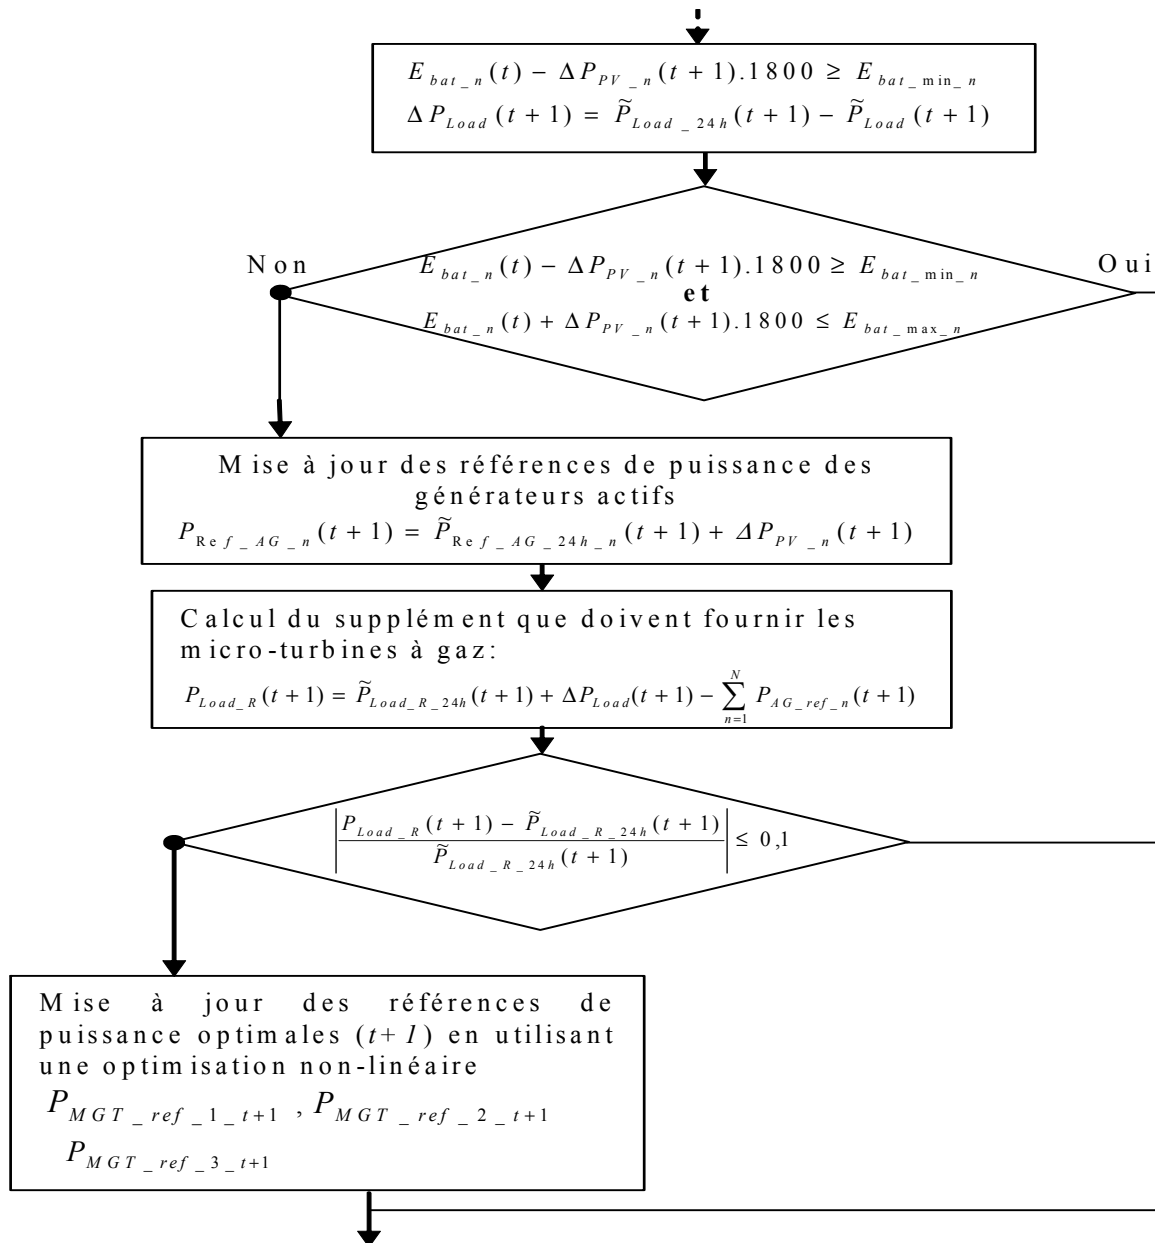 E_bat_n(t) − ΔP_PV_n(t + 1).1800 ≥ E_bat_min_n
ΔP_Load(t + 1) = P̃_Load_24h(t + 1) − P̃_Load(t + 1)
Non
E_bat_n(t) − ΔP_PV_n(t + 1).1800 ≥ E_bat_min_n
Oui
et
E_bat_n(t) + ΔP_PV_n(t + 1).1800 ≤ E_bat_max_n
Mise à jour des références de puissance des
générateurs actifs
P_Ref_AG_n(t + 1) = P̃_Ref_AG_24h_n(t + 1) + ΔP_PV_n(t + 1)
Calcul du supplément que doivent fournir les
micro-turbines à gaz:
P_Load_R(t + 1) = P̃_Load_R_24h(t + 1) + ΔP_Load(t + 1) − ∑_{n=1}^{N} P_AG_ref_n(t + 1)
|(P_Load_R(t + 1) − P̃_Load_R_24h(t + 1)) / P̃_Load_R_24h(t + 1)| ≤ 0,1
Mise à jour des références de
puissance optimales (t+1) en utilisant
une optimisation non-linéaire
P_MGT_ref_1_t+1 , P_MGT_ref_2_t+1
P_MGT_ref_3_t+1